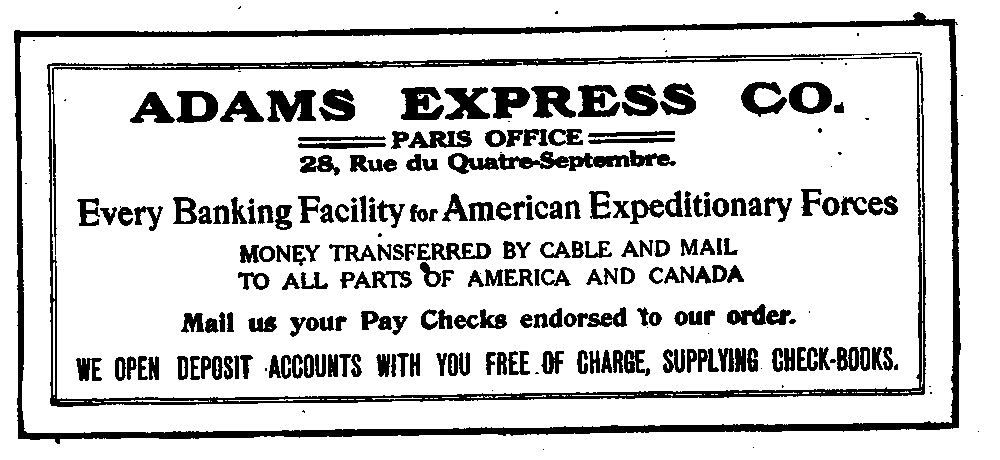 ADAMS EXPRESS CO.
PARIS OFFICE
28, Rue du Quatre-Septembre.
Every Banking Facility for American Expeditionary Forces
MONEY TRANSFERRED BY CABLE AND MAIL
TO ALL PARTS OF AMERICA AND CANADA
Mail us your Pay Checks endorsed to our order.
WE OPEN DEPOSIT ACCOUNTS WITH YOU FREE OF CHARGE, SUPPLYING CHECK-BOOKS.